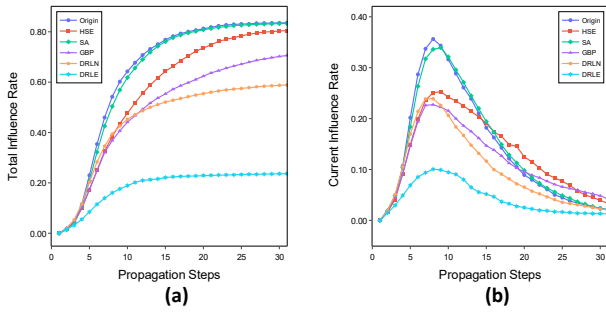 Origin
HSE
SA
GBP
DRLN
DRLE
Total Influence Rate
0.80
0.60
0.40
0.20
0.00
0 5 10 15 20 25 30
Propagation Steps
(a)
Origin
HSE
SA
GBP
DRLN
DRLE
Current Influence Rate
0.40
0.30
0.20
0.10
0.00
0 5 10 15 20 25 30
Propagation Steps
(b)